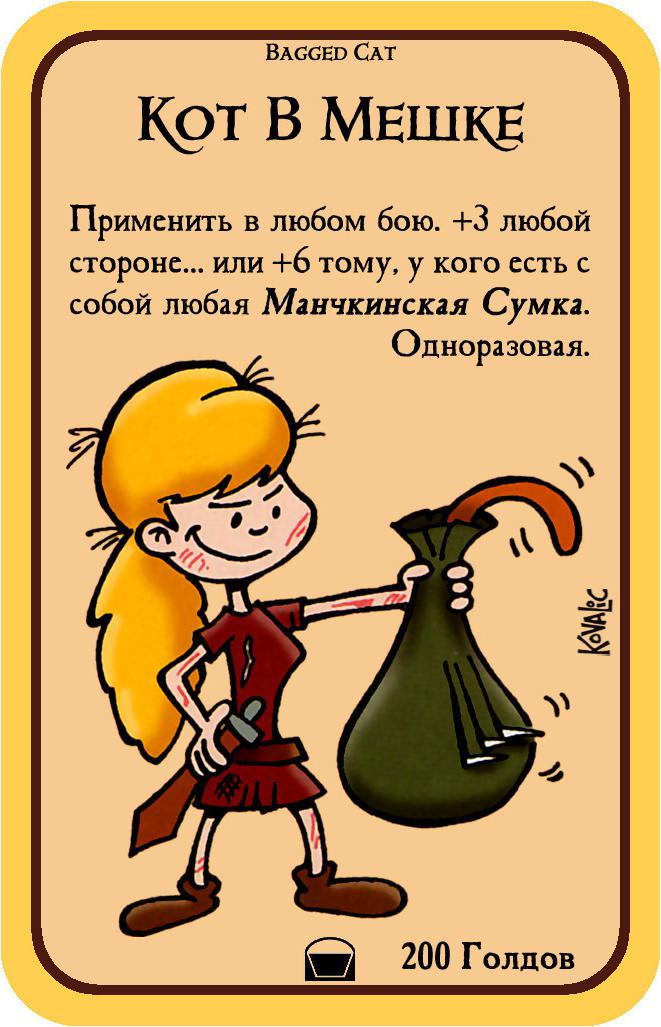 Bagged Cat
Кот В Мешке
Применить в любом бою. +3 любой
стороне... или +6 тому, у кого есть с
собой любая Манчкинская Сумка.
Одноразовая.
Kovalic
200 Голдов